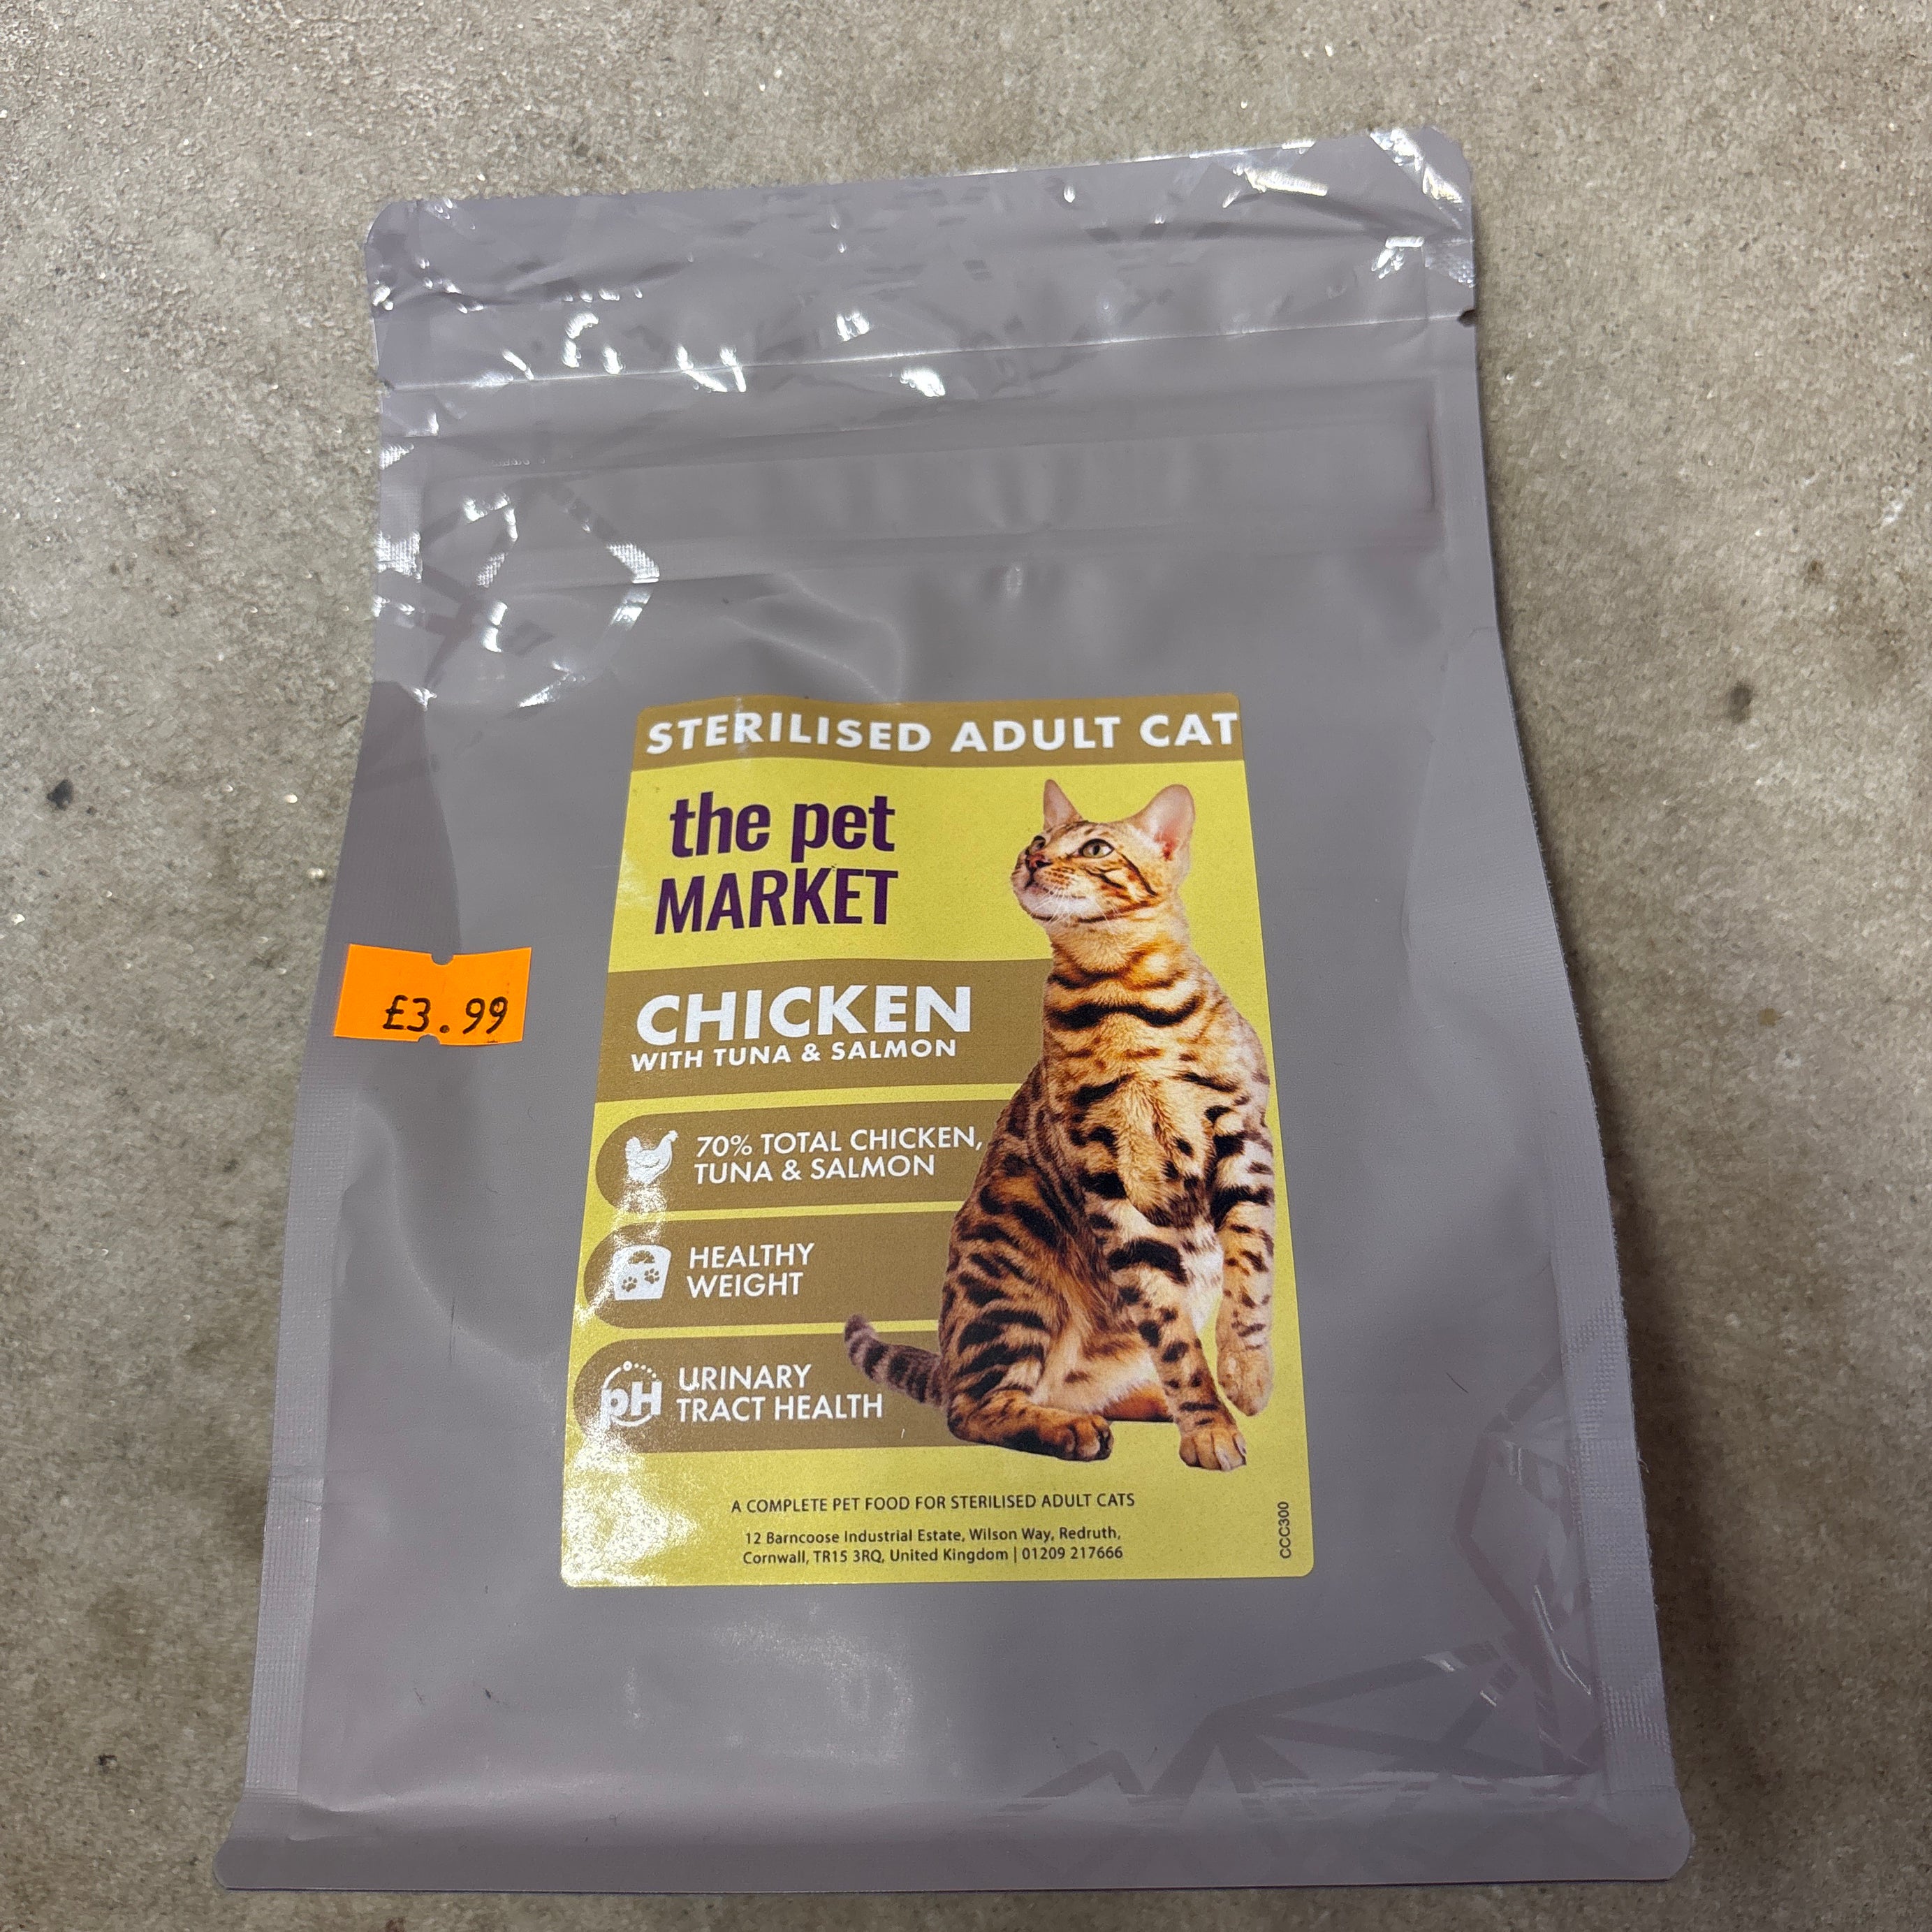 STERILISED ADULT CAT
the pet
MARKET
£3.99
CHICKEN
WITH TUNA & SALMON
70% TOTAL CHICKEN,
TUNA & SALMON
HEALTHY
WEIGHT
pH
URINARY
TRACT HEALTH
A COMPLETE PET FOOD FOR STERILISED ADULT CATS
12 Barncoose Industrial Estate, Wilson Way, Redruth,
Cornwall, TR15 3RQ, United Kingdom | 01209 217666
CCC300